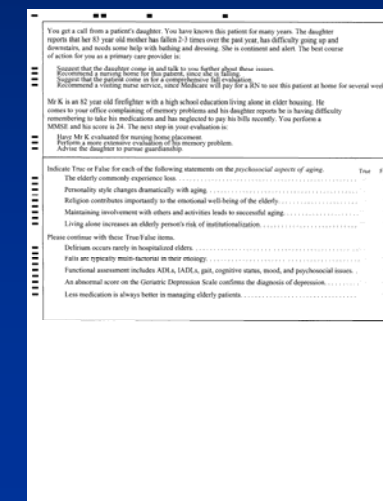 You get a call from a patient's daughter. You have known this patient for many years. The daughter
reports that her 83 year old mother has fallen 2-3 times over the past year, has difficulty going up and
downstairs, and needs some help with bathing and dressing. She is continent and alert. The best course
of action for you as a primary care provider is:
Suggest that the daughter come in and talk to you further about these issues.
Recommend a nursing home for this patient, since she is falling.
Suggest that the patient come in for a comprehensive fall evaluation.
Recommend a visiting nurse service, since Medicare will pay for a RN to see this patient at home for several week
Mr K is an 82 year old firefighter with a high school education living alone in elder housing. He
comes to your office complaining of memory problems and his daughter reports he is having difficulty
remembering to take his medications and has neglected to pay his bills recently. You perform a
MMSE and his score is 24. The next step in your evaluation is:
Have Mr K evaluated for nursing home placement.
Perform a more extensive evaluation of his memory problem.
Advise the daughter to pursue guardianship.
Indicate True or False for each of the following statements on the psychosocial aspects of aging. True F
The elderly commonly experience loss.
Personality style changes dramatically with aging.
Religion contributes importantly to the emotional well-being of the elderly.
Maintaining involvement with others and activities leads to successful aging.
Living alone increases an elderly person's risk of institutionalization.
Please continue with these True/False items.
Delirium occurs rarely in hospitalized elders.
Falls are typically multi-factorial in their etiology.
Functional assessment includes ADLs, IADLs, gait, cognitive status, mood, and psychosocial issues.
An abnormal score on the Geriatric Depression Scale confirms the diagnosis of depression.
Less medication is always better in managing elderly patients.